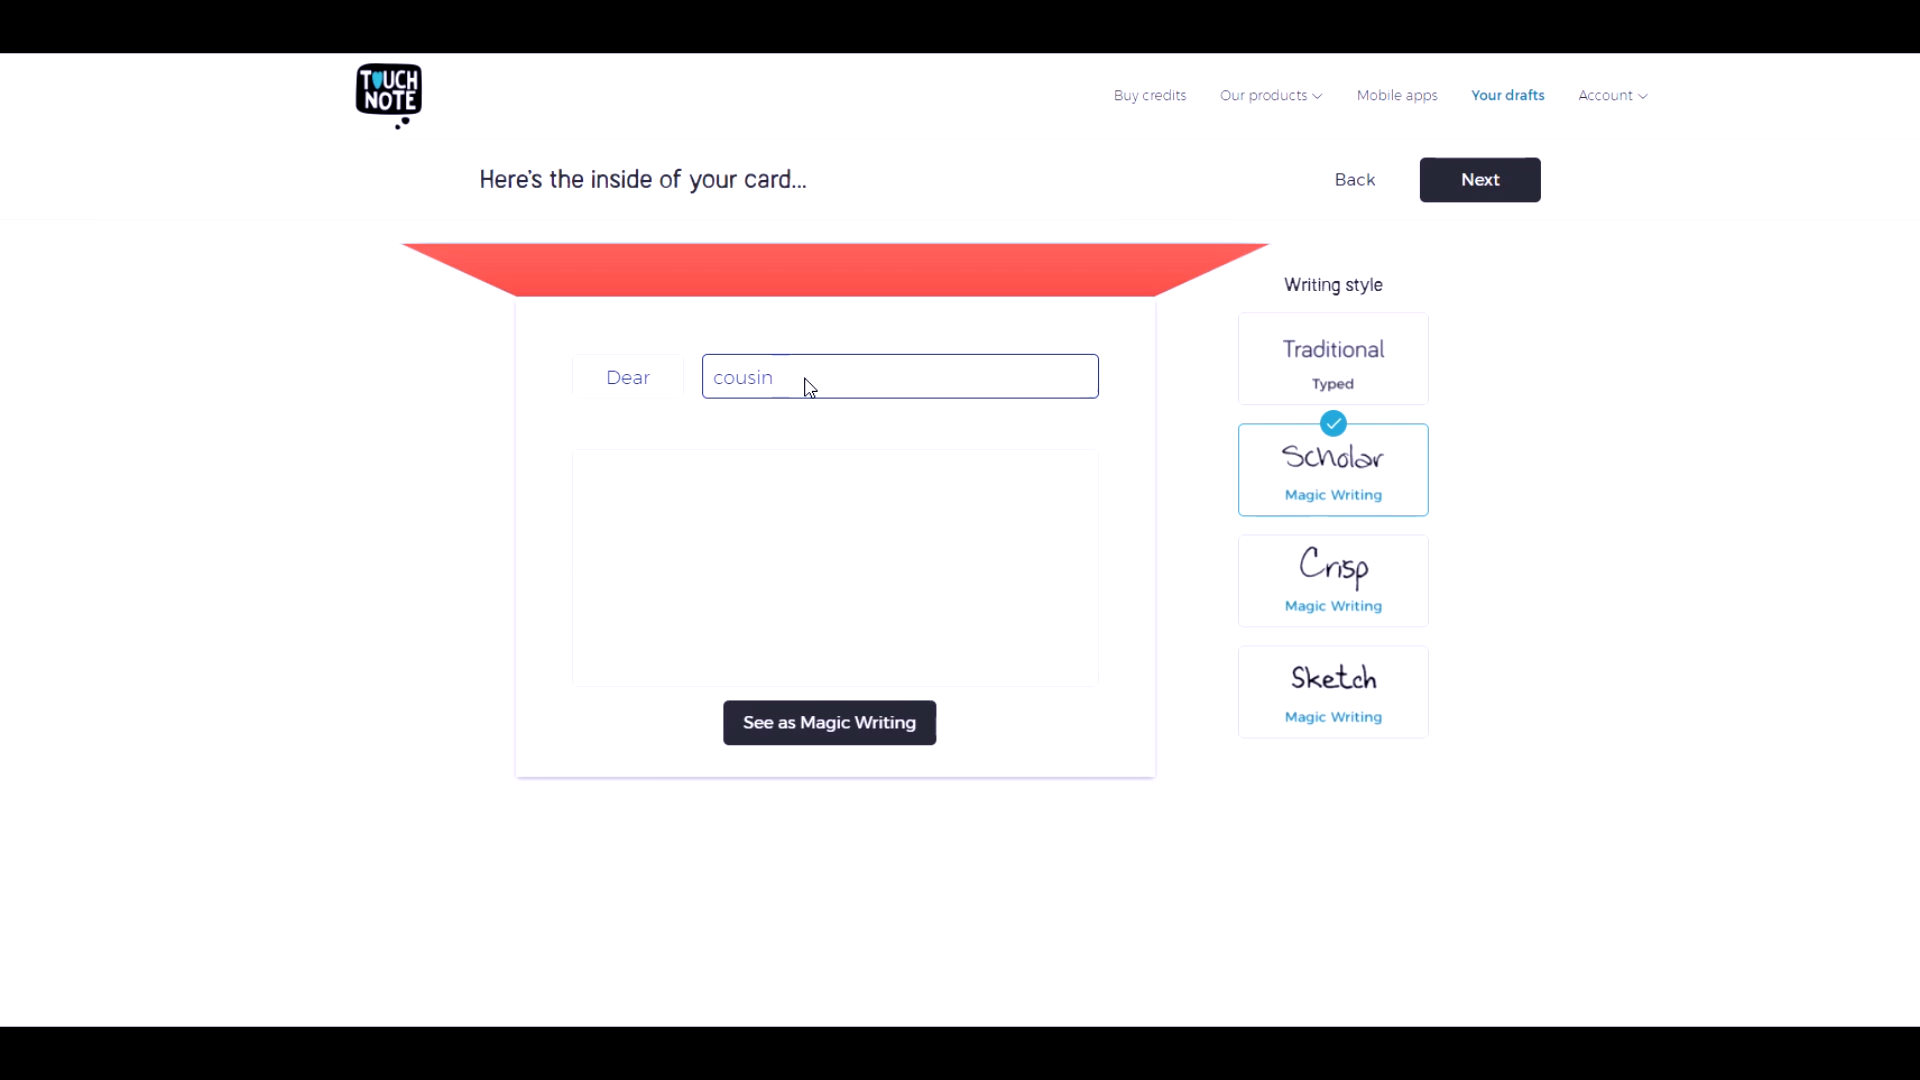 TOUCH
NOTE
Buy credits
Our products
Mobile apps
Your drafts
Account
Here's the inside of your card...
Back
Next
Writing style
Dear
cousin
Traditional
Typed
Scholar
Magic Writing
Crisp
Magic Writing
Sketch
Magic Writing
See as Magic Writing